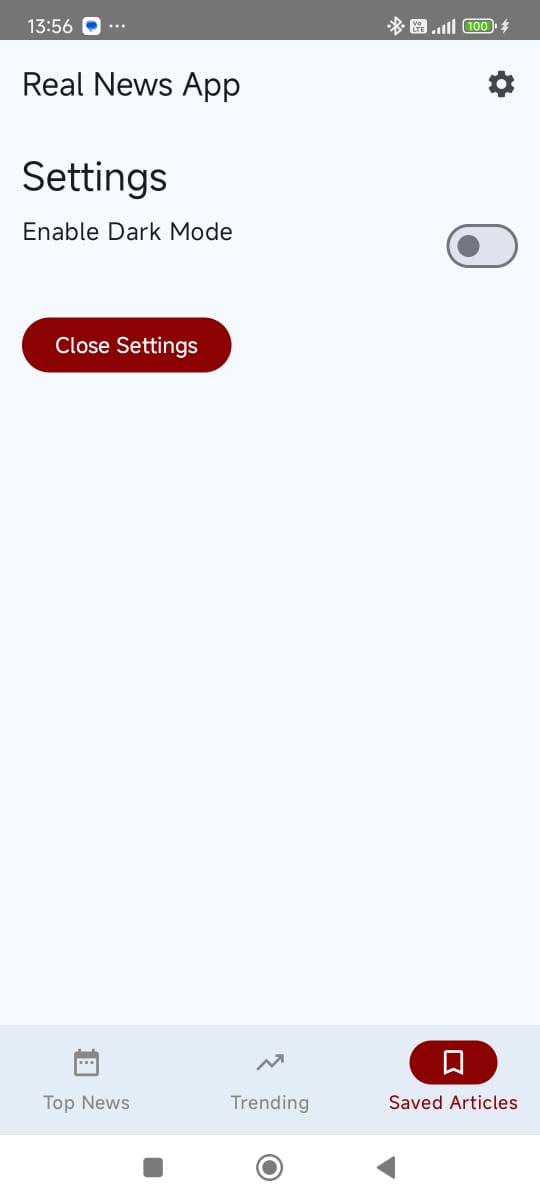 13:56
Vo
LTE
100
Real News App
Settings
Enable Dark Mode
Close Settings
Top News
Trending
Saved Articles